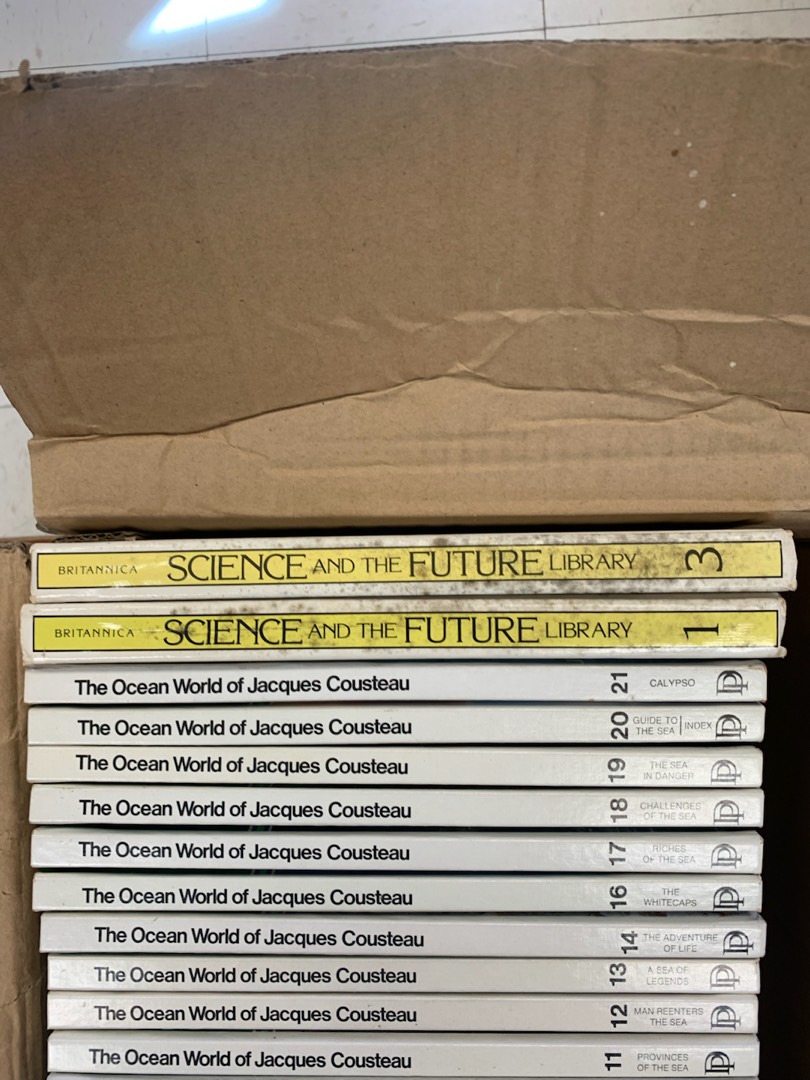 BRITANNICA SCIENCE AND THE FUTURE LIBRARY 3
BRITANNICA SCIENCE AND THE FUTURE LIBRARY 1
The Ocean World of Jacques Cousteau 21 CALYPSO
The Ocean World of Jacques Cousteau 20 GUIDE TO THE SEA | INDEX
The Ocean World of Jacques Cousteau 19 THE SEA IN DANGER
The Ocean World of Jacques Cousteau 18 CHALLENGES OF THE SEA
The Ocean World of Jacques Cousteau 17 RICHES OF THE SEA
The Ocean World of Jacques Cousteau 16 THE WHITECAPS
The Ocean World of Jacques Cousteau 14 THE ADVENTURE OF LIFE
The Ocean World of Jacques Cousteau 13 A SEA OF LEGENDS
The Ocean World of Jacques Cousteau 12 MAN REENTERS THE SEA
The Ocean World of Jacques Cousteau 11 PROVINCES OF THE SEA